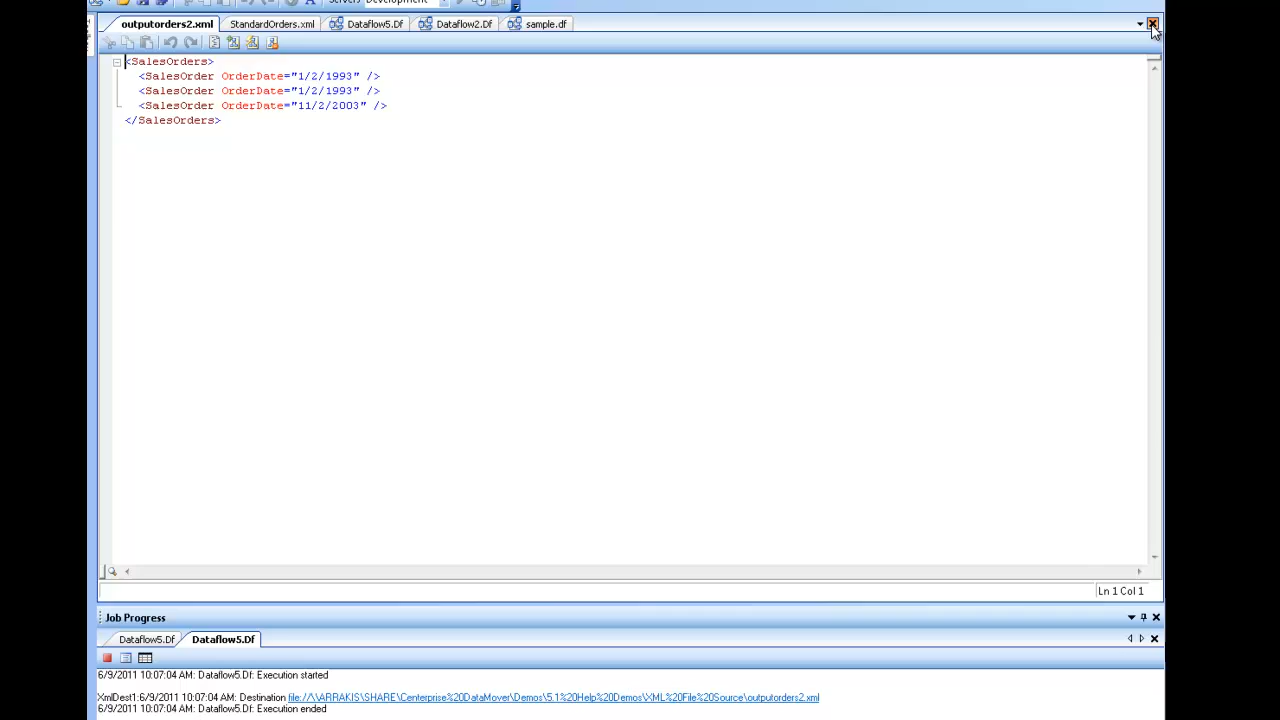 Servers Development
outputorders2.xml StandardOrders.xml Dataflow5.Df Dataflow2.Df sample.df
<SalesOrders>
<SalesOrder OrderDate="1/2/1993" />
<SalesOrder OrderDate="1/2/1993" />
<SalesOrder OrderDate="11/2/2003" />
</SalesOrders>
Ln 1 Col 1
Job Progress
Dataflow5.Df Dataflow5.Df
6/9/2011 10:07:04 AM: Dataflow5.Df: Execution started
XmlDest1:6/9/2011 10:07:04 AM: Destination file://\\ARRAKIS\SHARE\Centerprise%20DataMover\Demos\5.1%20Help%20Demos\XML%20File%20Source\outputorders2.xml
6/9/2011 10:07:04 AM: Dataflow5.Df: Execution ended